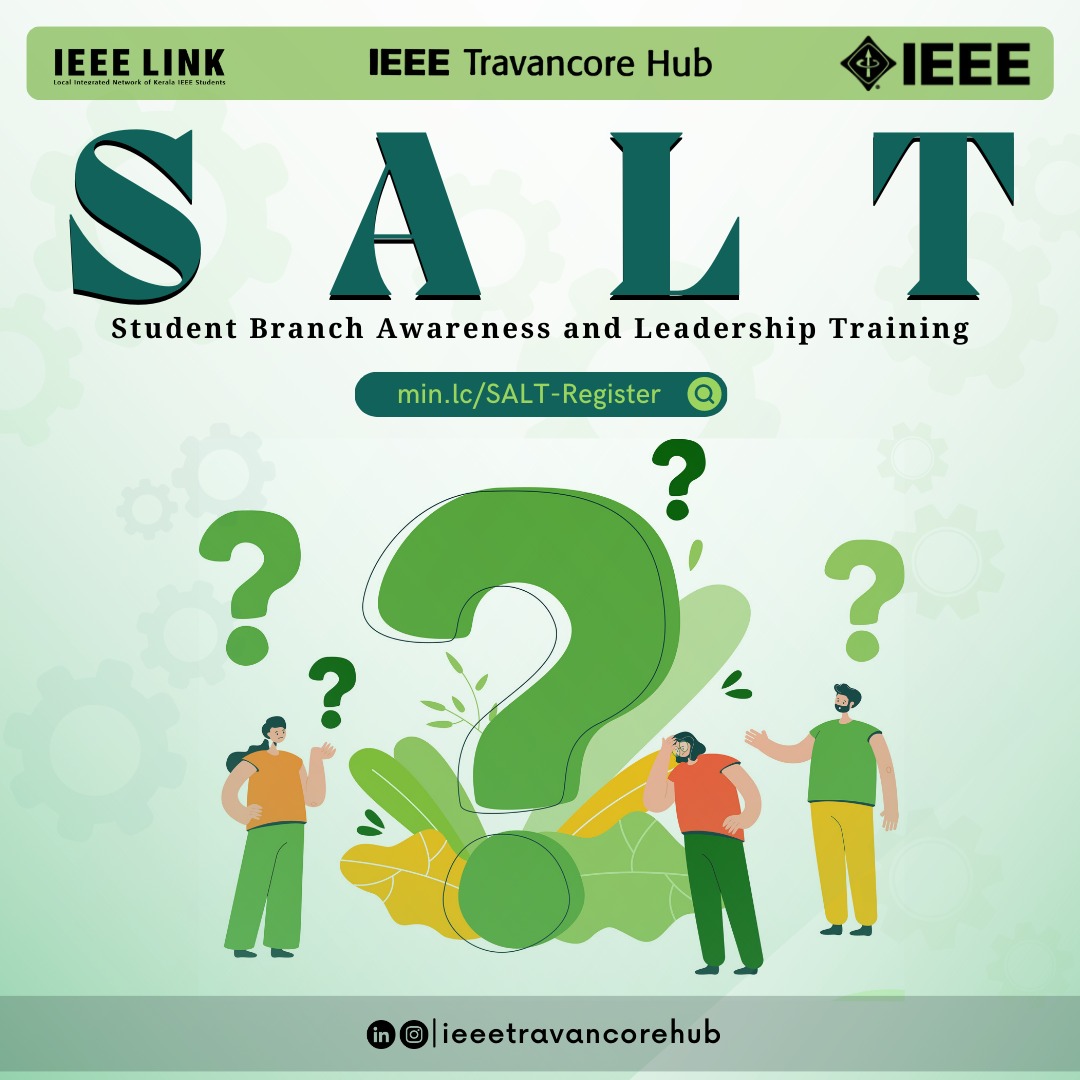 IEEE LINK
Local Integrated Network of Kerala IEEE Students
IEEE Travancore Hub
IEEE
SALT
Student Branch Awareness and Leadership Training
min.lc/SALT-Register
?
?
?
?
?
in|ieeetravancorehub